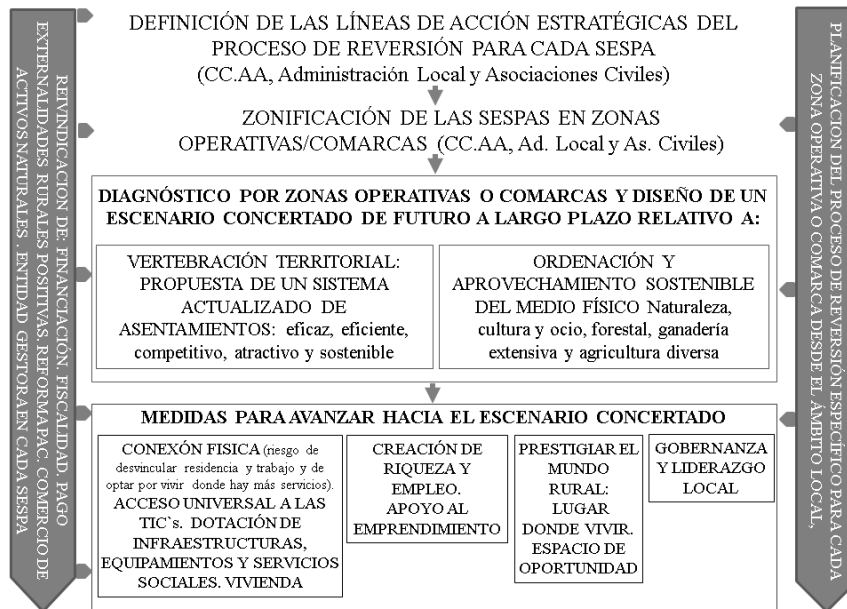 DEFINICIÓN DE LAS LÍNEAS DE ACCIÓN ESTRATÉGICAS DEL
PROCESO DE REVERSIÓN PARA CADA SESPA
(CC.AA, Administración Local y Asociaciones Civiles)
ZONIFICACIÓN DE LAS SESPAS EN ZONAS
OPERATIVAS/COMARCAS (CC.AA, Ad. Local y As. Civiles)
DIAGNÓSTICO POR ZONAS OPERATIVAS O COMARCAS Y DISEÑO DE UN
ESCENARIO CONCERTADO DE FUTURO A LARGO PLAZO RELATIVO A:
VERTEBRACIÓN TERRITORIAL:
PROPUESTA DE UN SISTEMA
ACTUALIZADO DE
ASENTAMIENTOS: eficaz, eficiente,
competitivo, atractivo y sostenible
ORDENACIÓN Y
APROVECHAMIENTO SOSTENIBLE
DEL MEDIO FÍSICO Naturaleza,
cultura y ocio, forestal, ganadería
extensiva y agricultura diversa
MEDIDAS PARA AVANZAR HACIA EL ESCENARIO CONCERTADO
CONEXÓN FISICA (riesgo de
desvincular residencia y trabajo y de
optar por vivir donde hay más servicios).
ACCESO UNIVERSAL A LAS
TIC`s. DOTACIÓN DE
INFRAESTRUCTURAS,
EQUIPAMIENTOS Y SERVICIOS
SOCIALES. VIVIENDA
CREACIÓN DE
RIQUEZA Y
EMPLEO.
APOYO AL
EMPRENDIMIENTO
PRESTIGIAR EL
MUNDO
RURAL:
LUGAR
DONDE VIVIR.
ESPACIO DE
OPORTUNIDAD
GOBERNANZA
Y LIDERAZGO
LOCAL
REIVINDICACION DE: FINANCIACIÓN. FISCALIDAD. PAGO
EXTERNALIDADES RURALES POSITIVAS. REFORMA PAC. COMERCIO DE
ACTIVOS NATURALES . ENTIDAD GESTORA EN CADA SESPA
PLANIFICACION DEL PROCESO DE REVERSIÓN ESPECÍFICO PARA CADA
ZONA OPERATIVA O COMARCA DESDE EL ÁMBITO LOCAL,